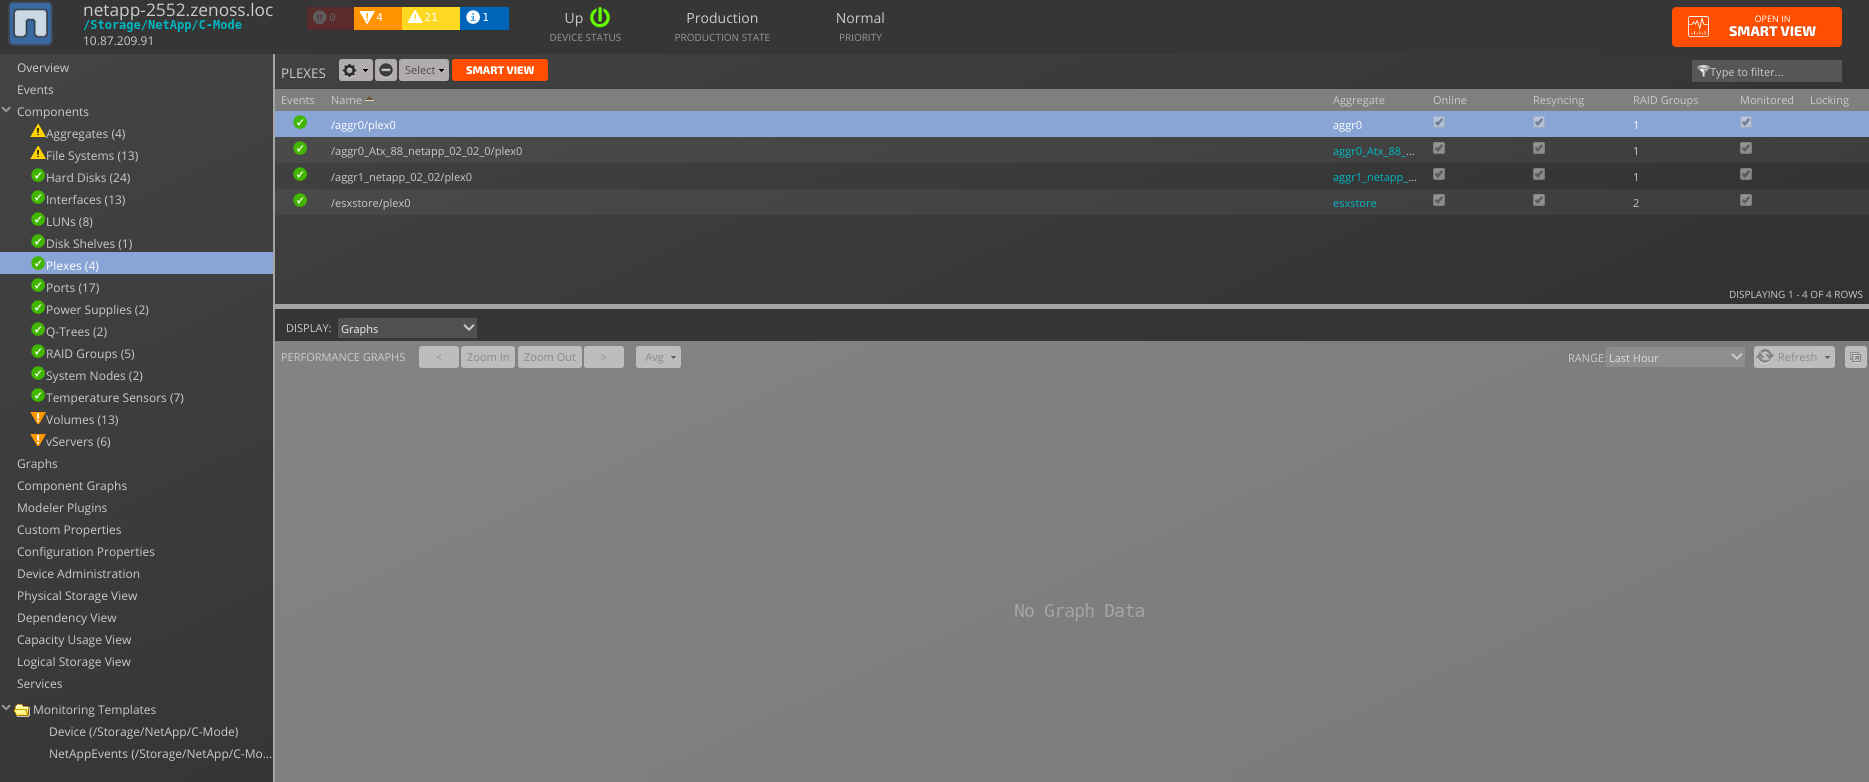 netapp-2552.zenoss.loc
/Storage/NetApp/C-Mode
10.87.209.91
0 4 21 1
Up
DEVICE STATUS
Production
PRODUCTION STATE
Normal
PRIORITY
OPEN IN
SMART VIEW
Overview
Events
Components
Aggregates (4)
File Systems (13)
Hard Disks (24)
Interfaces (13)
LUNs (8)
Disk Shelves (1)
Plexes (4)
Ports (17)
Power Supplies (2)
Q-Trees (2)
RAID Groups (5)
System Nodes (2)
Temperature Sensors (7)
Volumes (13)
vServers (6)
Graphs
Component Graphs
Modeler Plugins
Custom Properties
Configuration Properties
Device Administration
Physical Storage View
Dependency View
Capacity Usage View
Logical Storage View
Services
Monitoring Templates
Device (/Storage/NetApp/C-Mode)
NetAppEvents (/Storage/NetApp/C-Mo...
PLEXES Select SMART VIEW Type to filter...
Events Name Aggregate Online Resyncing RAID Groups Monitored Locking
/aggr0/plex0 aggr0 1
/aggr0_Atx_88_netapp_02_02_0/plex0 aggr0_Atx_88_... 1
/aggr1_netapp_02_02/plex0 aggr1_netapp_... 1
/esxstore/plex0 esxstore 2
DISPLAYING 1 - 4 OF 4 ROWS
DISPLAY: Graphs
PERFORMANCE GRAPHS < Zoom In Zoom Out > Avg RANGE: Last Hour Refresh
No Graph Data